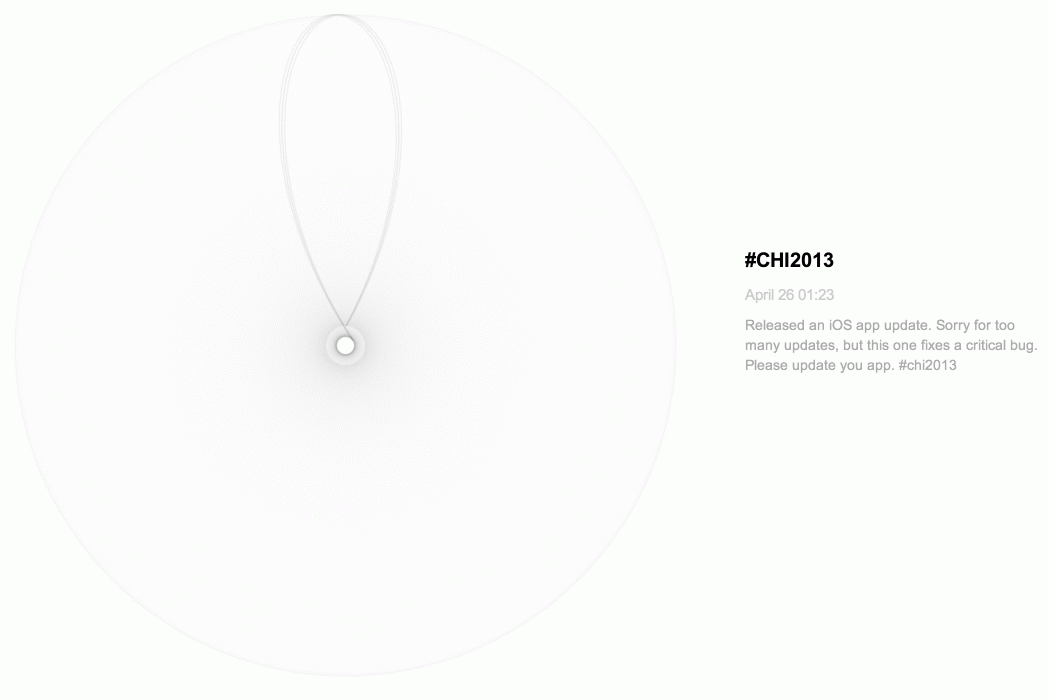 #CHI2013
April 26 01:23
Released an iOS app update. Sorry for too
many updates, but this one fixes a critical bug.
Please update you app. #chi2013